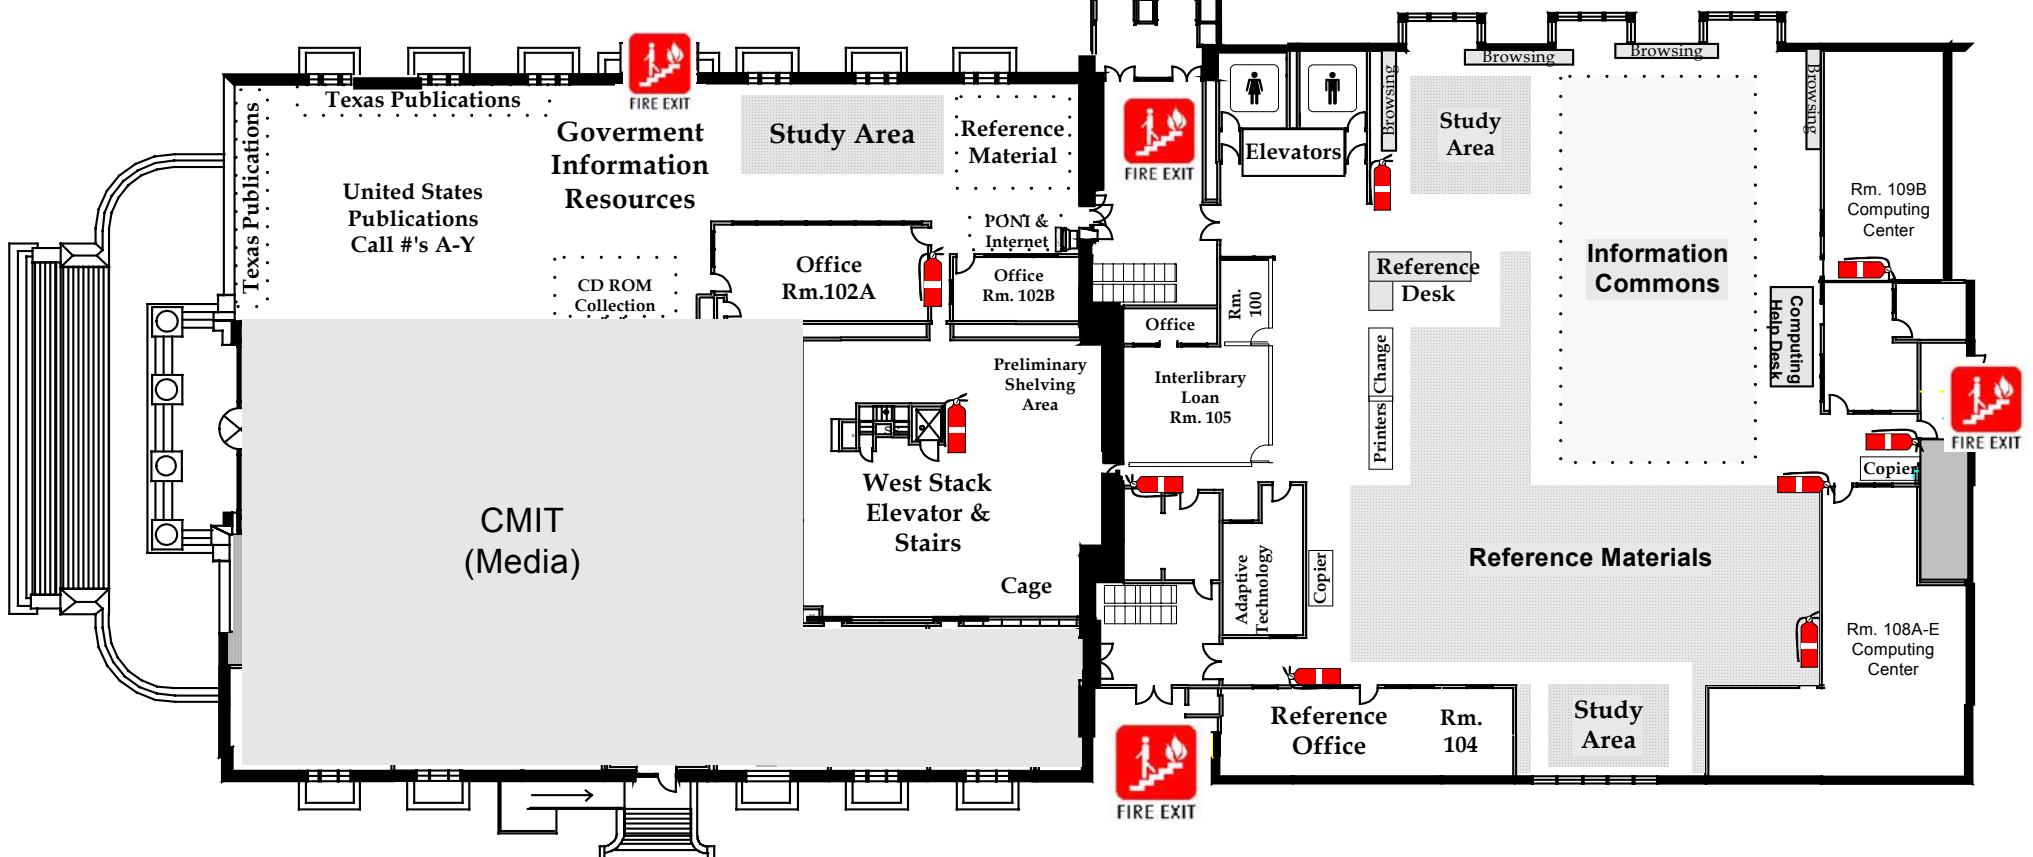 Browsing
Browsing
Browsing
Browsing
FIRE EXIT
Texas Publications
Texas Publications
Goverment
Information
Resources
Study Area
Reference
Material
FIRE EXIT
Elevators
Study
Area
United States
Publications
Call #'s A-Y
PONI &
Internet
Rm. 109B
Computing
Center
CD ROM
Collection
Office
Rm.102A
Office
Rm. 102B
Rm.
100
Reference
Desk
Information
Commons
Computing
Help Desk
Office
Preliminary
Shelving
Area
Interlibrary
Loan
Rm. 105
Change
Printers
FIRE EXIT
Copier
West Stack
Elevator &
Stairs
CMIT
(Media)
Cage
Adaptive
Technology
Copier
Reference Materials
Rm. 108A-E
Computing
Center
Reference
Office
Rm.
104
Study
Area
FIRE EXIT